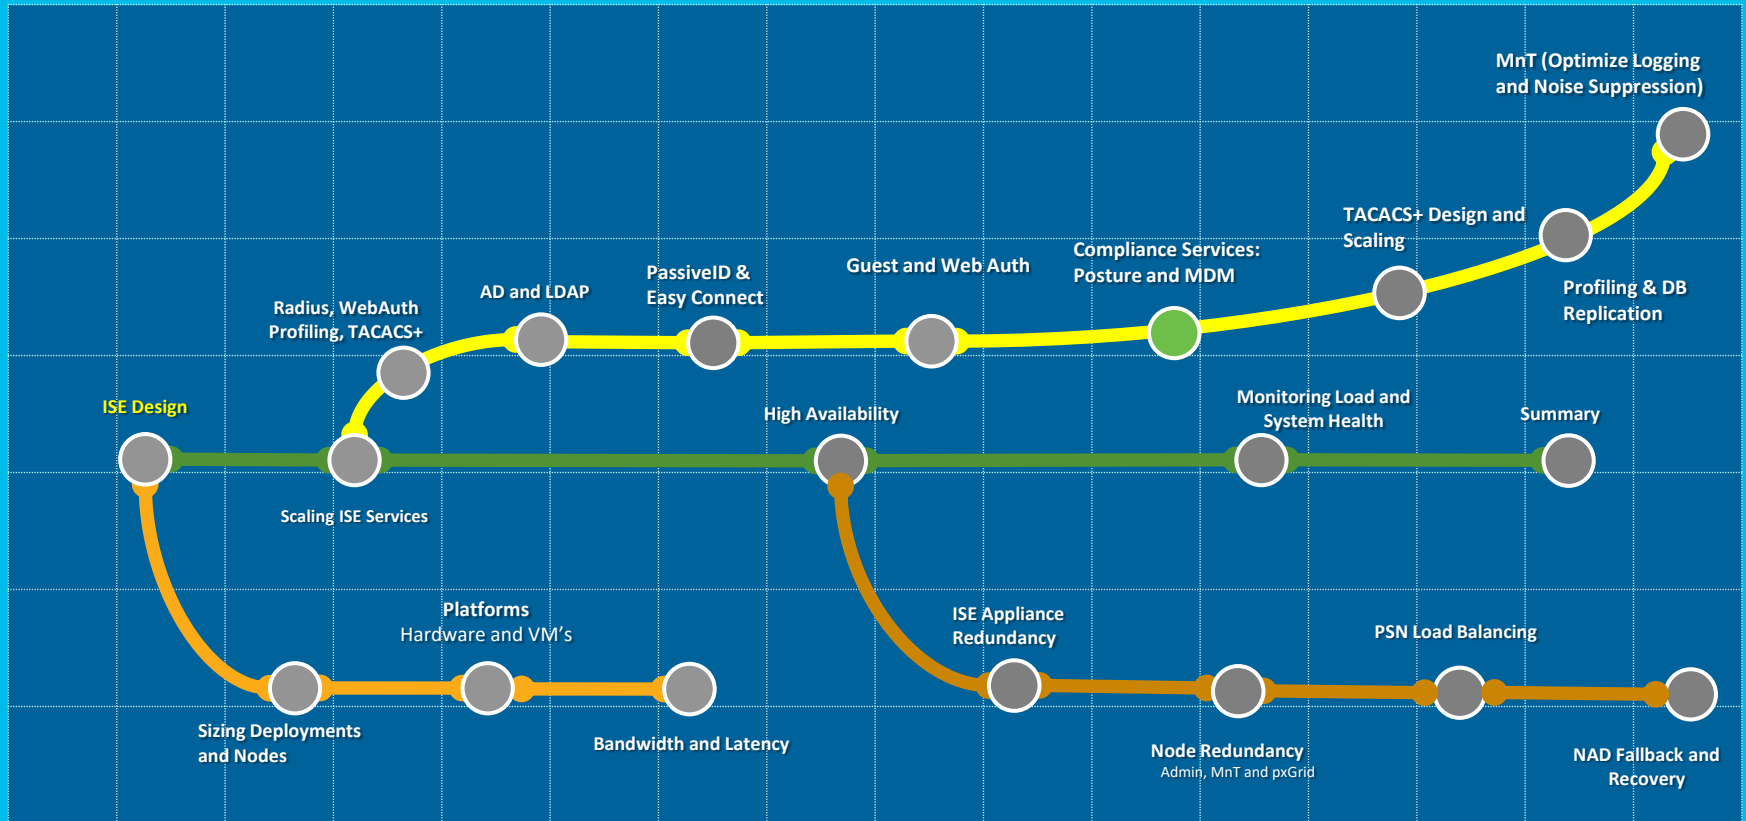 MnT (Optimize Logging
and Noise Suppression)
TACACS+ Design and
Scaling
Compliance Services:
Posture and MDM
Guest and Web Auth
PassiveID &
Easy Connect
AD and LDAP
Radius, WebAuth
Profiling, TACACS+
Profiling & DB
Replication
ISE Design
High Availability
Monitoring Load and
System Health
Summary
Scaling ISE Services
Platforms
Hardware and VM's
ISE Appliance
Redundancy
PSN Load Balancing
Sizing Deployments
and Nodes
Bandwidth and Latency
Node Redundancy
Admin, MnT and pxGrid
NAD Fallback and
Recovery